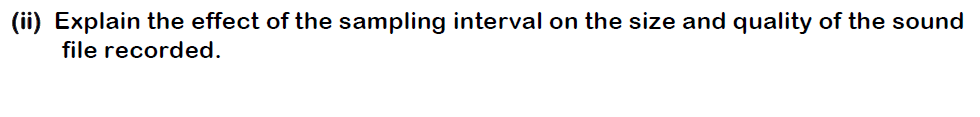 (ii) Explain the effect of the sampling interval on the size and quality of the sound
file recorded.